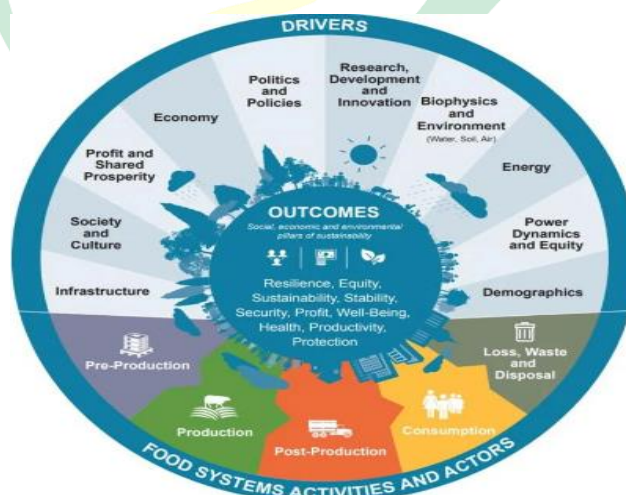 DRIVERS
Research,
Development
and
Innovation
Politics
and
Policies
Biophysics
and
Environment
(Water, Soil, Air)
Economy
Energy
Profit and
Shared
Prosperity
Power
Dynamics
and Equity
Society
and
Culture
Demographics
Infrastructure
OUTCOMES
Social, economic and environmental
pillars of sustainability
Resilience, Equity,
Sustainability, Stability,
Security, Profit, Well-Being,
Health, Productivity,
Protection
Pre-Production
Production
Post-Production
Consumption
Loss, Waste
and
Disposal
FOOD SYSTEMS ACTIVITIES AND ACTORS